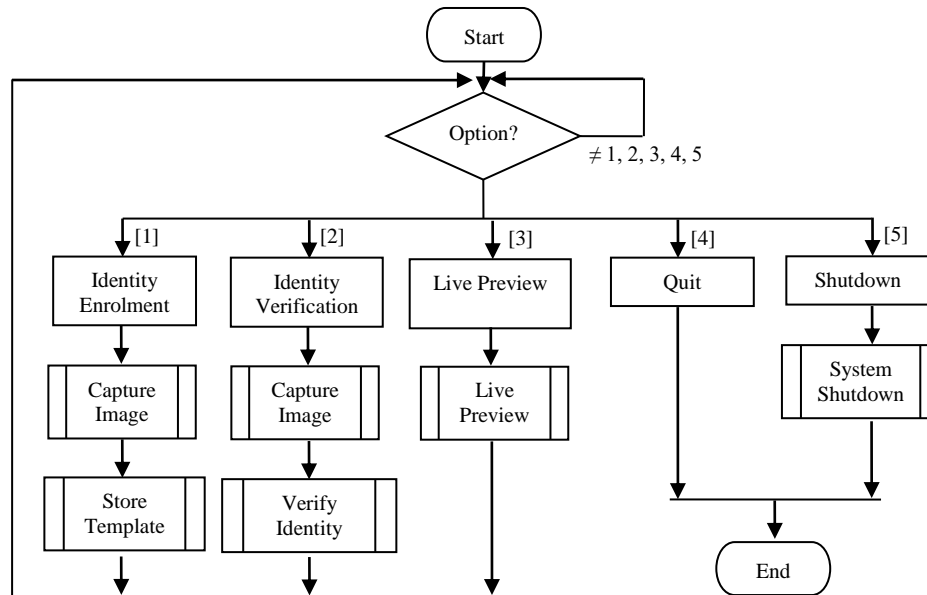 Start
Option?
≠ 1, 2, 3, 4, 5
[1]
[2]
[3]
[4]
[5]
Identity
Enrolment
Identity
Verification
Live Preview
Quit
Shutdown
Capture
Image
Capture
Image
Live
Preview
System
Shutdown
Store
Template
Verify
Identity
End